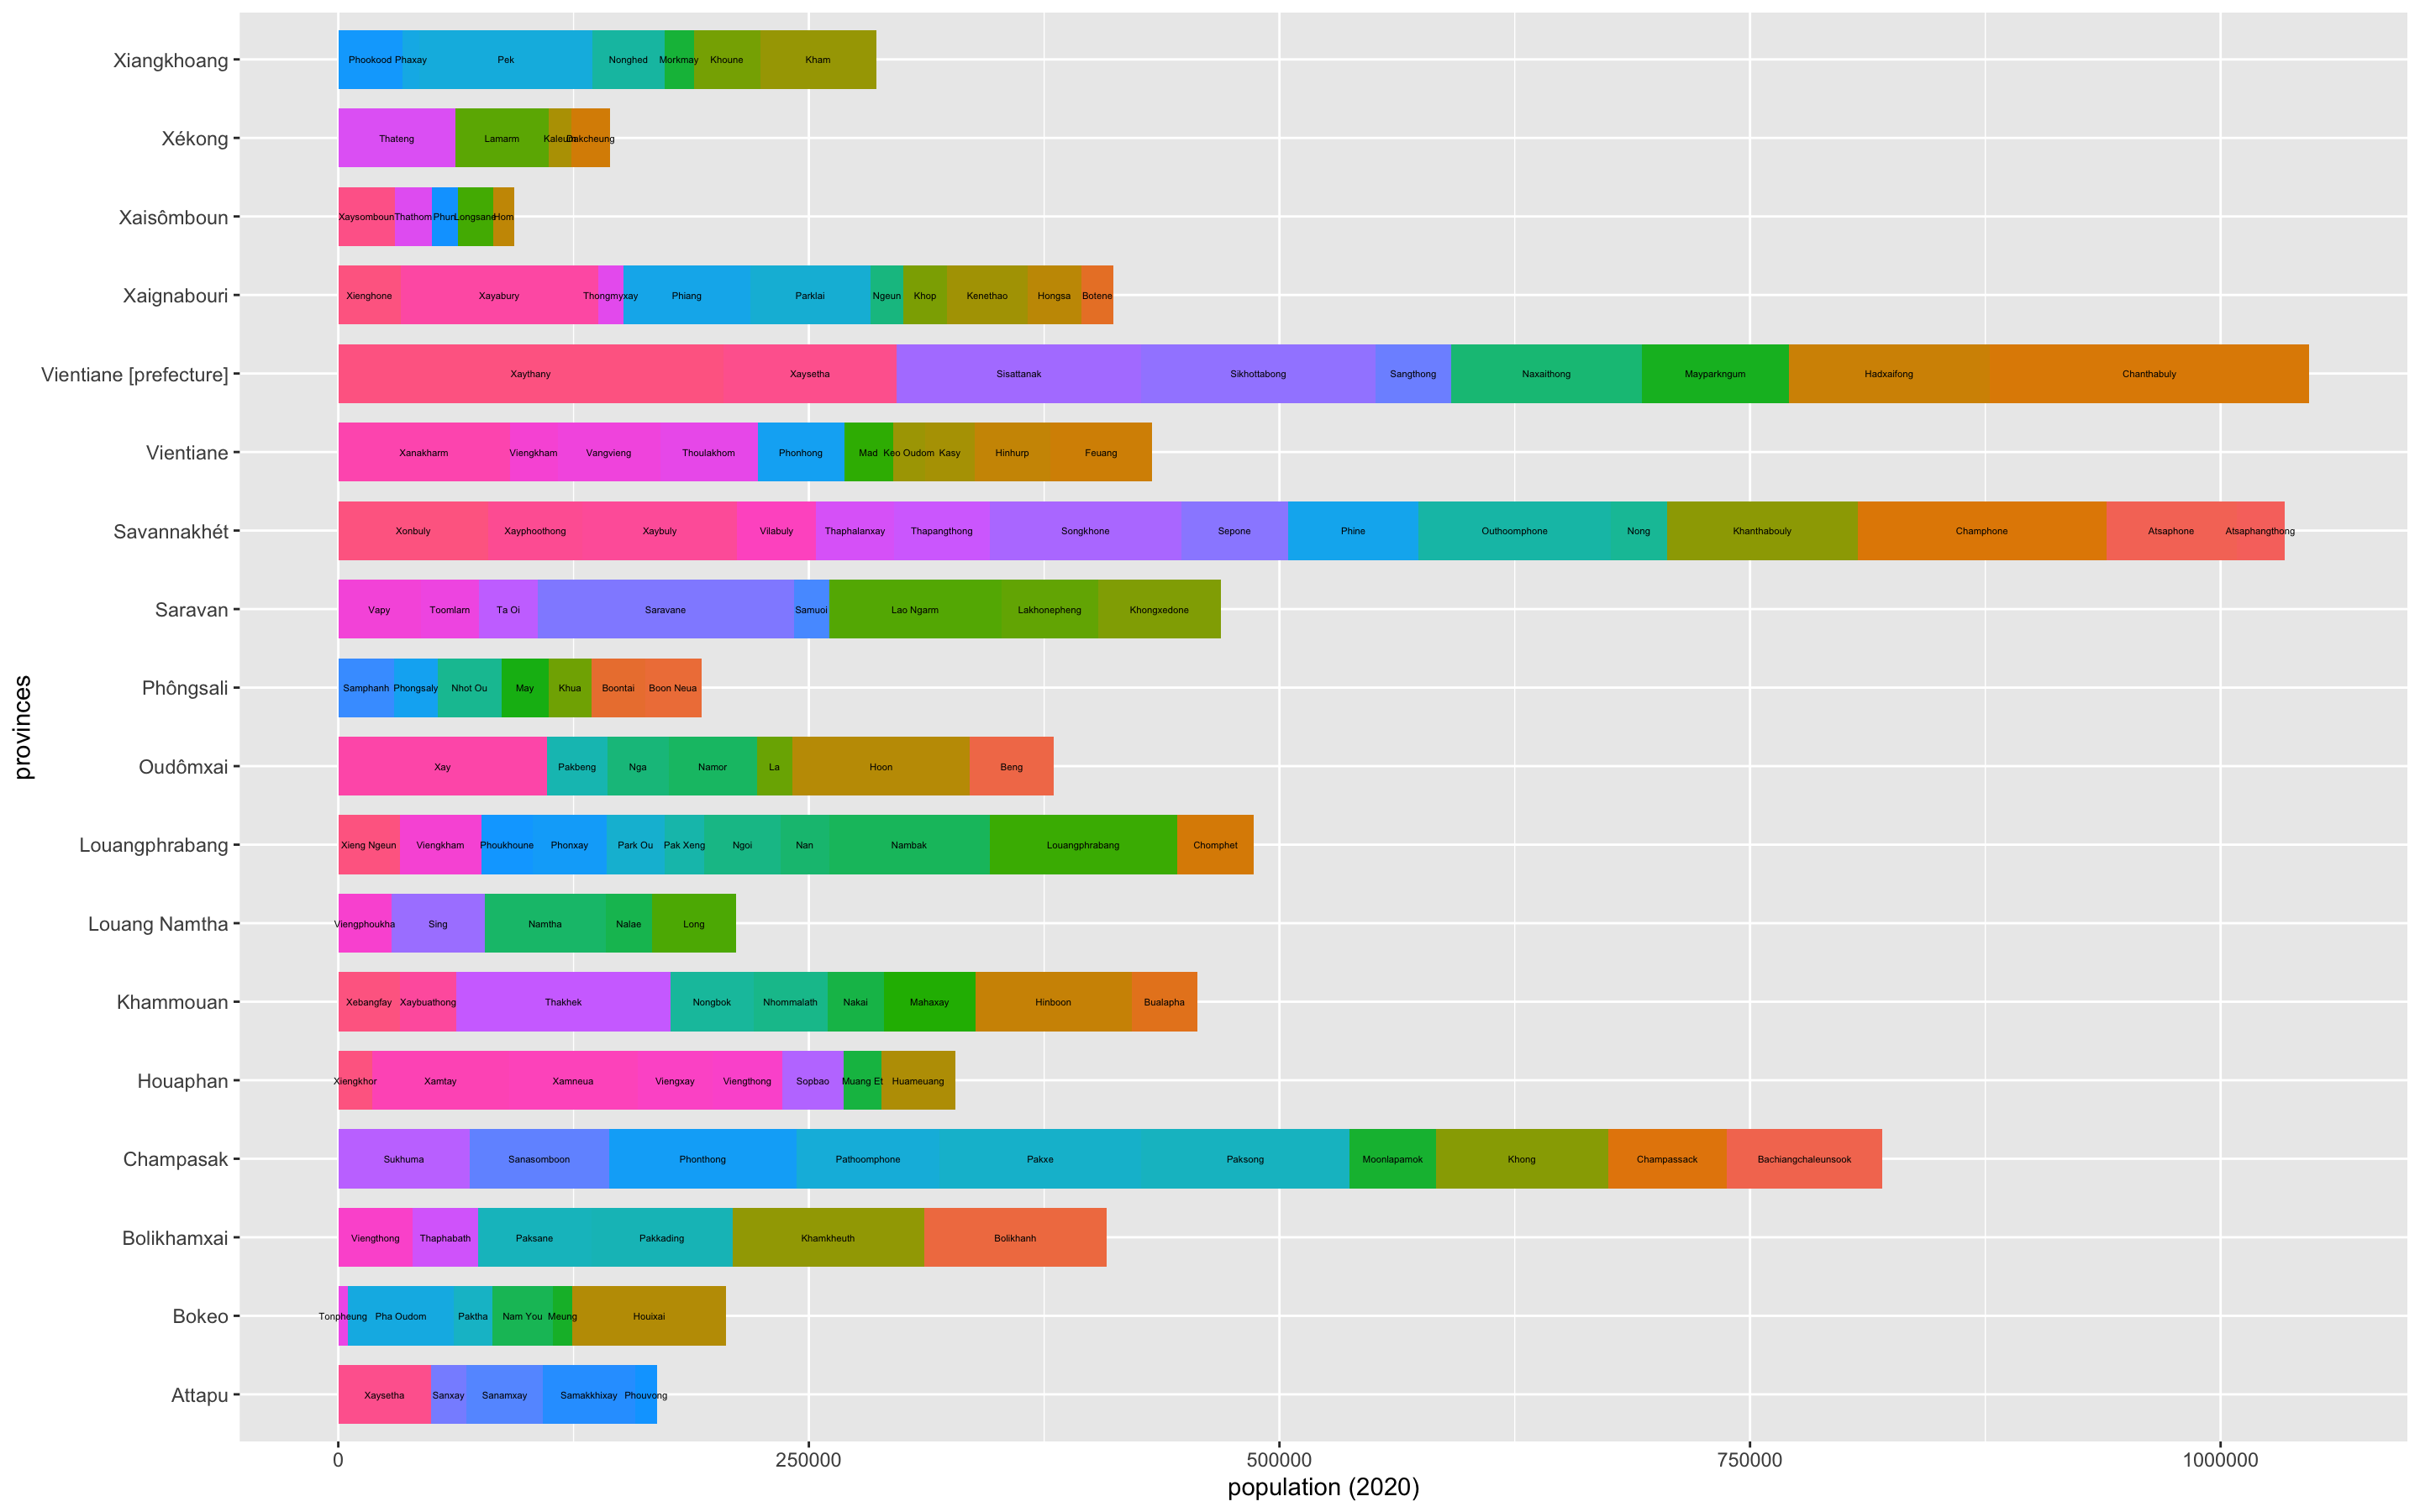 Xiangkhoang Phookood Phaxay Pek Nonghed Morkmay Khoune Kham
Xékong Thateng Lamarm Kaleum Dakcheung
Xaisômboun Xaysomboun Thathom Phun Longsane Hom
Xaignabouri Xienghone Xayabury Thongmyxay Phiang Parklai Ngeun Khop Kenethao Hongsa Botene
Vientiane [prefecture] Xaythany Xaysetha Sisattanak Sikhottabong Sangthong Naxaithong Mayparkngum Hadxaifong Chanthabuly
Vientiane Xanakharm Viengkham Vangvieng Thoulakhom Phonhong Mad Keo Oudom Kasy Hinhurp Feuang
Savannakhét Xonbuly Xayphoothong Xaybuly Vilabuly Thaphalanxay Thapangthong Songkhone Sepone Phine Outhoomphone Nong Khanthabouly Champhone Atsaphone Atsaphangthong
Saravan Vapy Toomlarn Ta Oi Saravane Samuoi Lao Ngarm Lakhonepheng Khongxedone
Phôngsali Samphanh Phongsaly Nhot Ou May Khua Boontai Boon Neua
Oudômxai Xay Pakbeng Nga Namor La Hoon Beng
Louangphrabang Xieng Ngeun Viengkham Phoukhoune Phonxay Park Ou Pak Xeng Ngoi Nan Nambak Louangphrabang Chomphet
Louang Namtha Viengphoukha Sing Namtha Nalae Long
Khammouan Xebangfay Xaybuathong Thakhek Nongbok Nhommalath Nakai Mahaxay Hinboon Bualapha
Houaphan Xiengkhor Xamtay Xamneua Viengxay Viengthong Sopbao Muang Et Huameuang
Champasak Sukhuma Sanasomboon Phonthong Pathoomphone Pakxe Paksong Moonlapamok Khong Champassack Bachiangchaleunsook
Bolikhamxai Viengthong Thaphabath Paksane Pakkading Khamkheuth Bolikhanh
Bokeo Tonpheung Pha Oudom Paktha Nam You Meung Houixai
Attapu Xaysetha Sanxay Sanamxay Samakkhixay Phouvong
0 250000 500000 750000 1000000
population (2020)
provinces